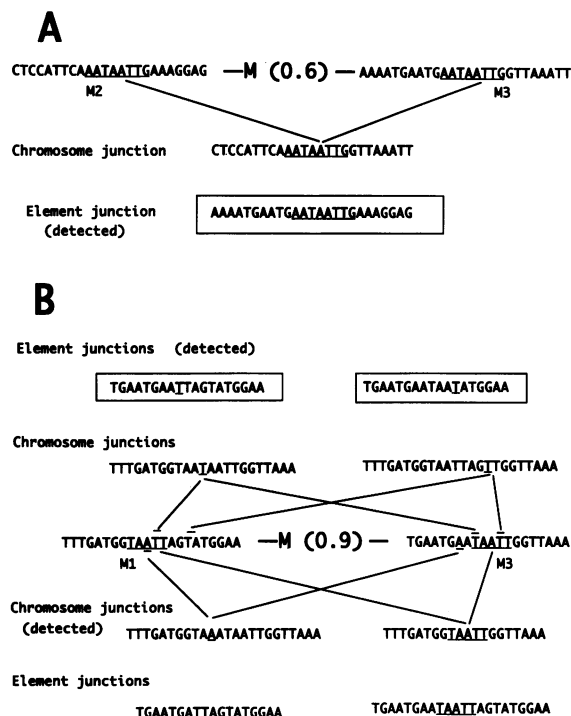 A
CTCCATTCAAATAATTGAAAGGAG —M (0.6)— AAAATGAATGAATAATTGGTTAAATT
M2 M3
Chromosome junction CTCCATTCAAATAATTGGTTAAATT
Element junction AAAATGAATGAATAATTGAAAGGAG
(detected)
B
Element junctions (detected)
TGAATGAATTAGTATGGAA TGAATGAATAATATGGAA
Chromosome junctions
TTTGATGGTAATAATTGGTTAAA TTTGATGGTAATTAGTTGGTTAAA
TTTGATGGTAATTAGTATGGAA —M (0.9)— TGAATGAATAATTGGTTAAA
M1 M3
Chromosome junctions
(detected) TTTGATGGTAAATAATTGGTTAAA TTTGATGGTAATTGGTTAAA
Element junctions
TGAATGATTAGTATGGAA TGAATGAATAATTAGTATGGAA